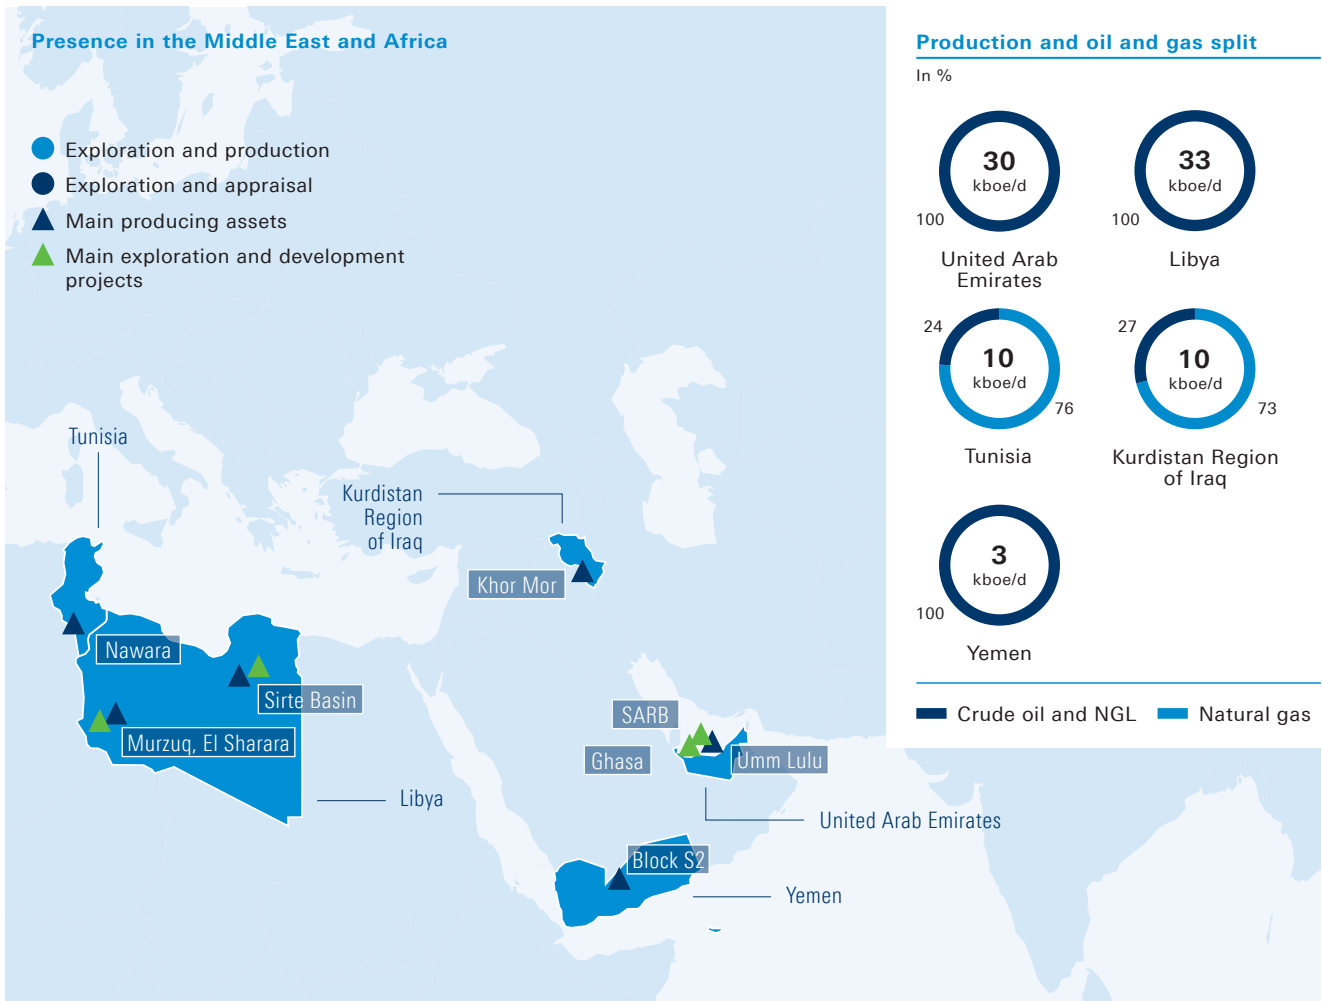 Presence in the Middle East and Africa
Exploration and production
Exploration and appraisal
Main producing assets
Main exploration and development
projects
Tunisia
Kurdistan
Region
of Iraq
Khor Mor
Nawara
Sirte Basin
Murzuq, El Sharara
Libya
SARB
Ghasa
Umm Lulu
United Arab Emirates
Block S2
Yemen
Production and oil and gas split
In %
30
kboe/d
100
United Arab
Emirates
33
kboe/d
100
Libya
24
10
kboe/d
76
Tunisia
27
10
kboe/d
73
Kurdistan Region
of Iraq
3
kboe/d
100
Yemen
Crude oil and NGL
Natural gas